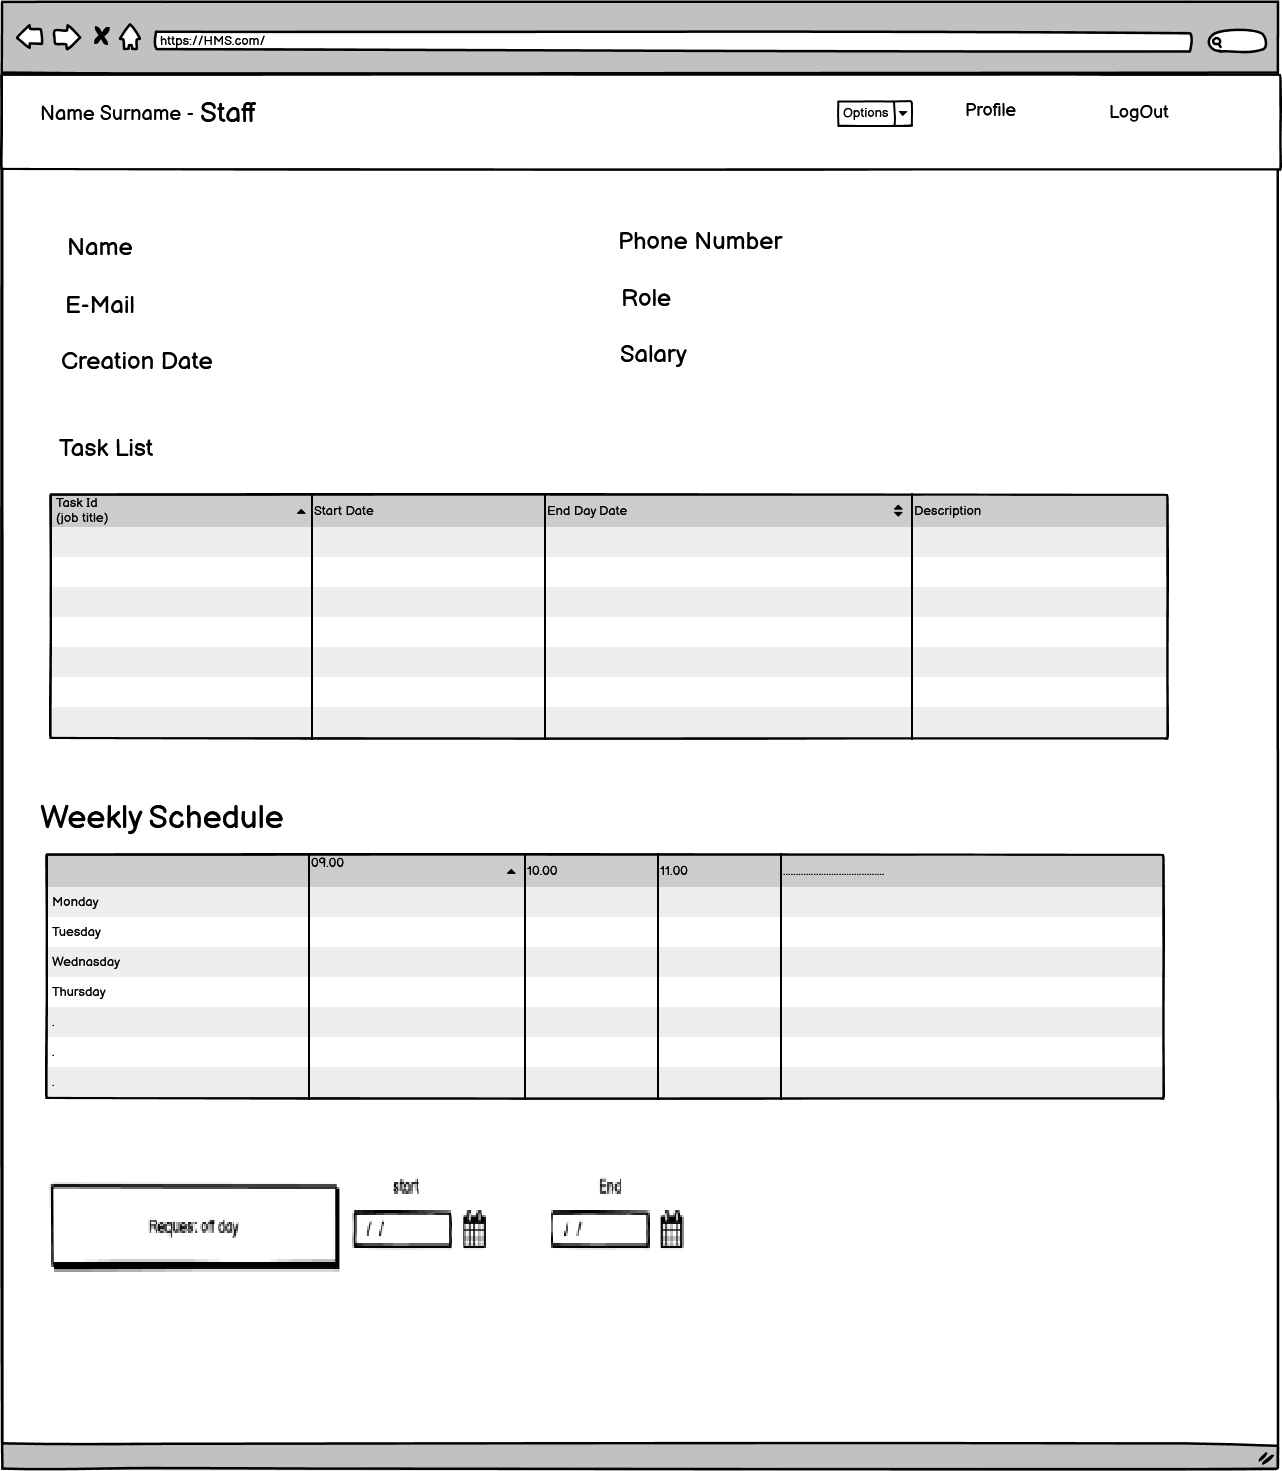 https://HMS.com/
Name Surname - Staff
Options
Profile
LogOut
Name
Phone Number
E-Mail
Role
Creation Date
Salary
Task List
Task Id
(job title)
Start Date
End Day Date
Description
Weekly Schedule
09.00
10.00
11.00
........................................
Monday
Tuesday
Wednasday
Thursday
.
.
.
start
End
Request off day
/ /
/ /